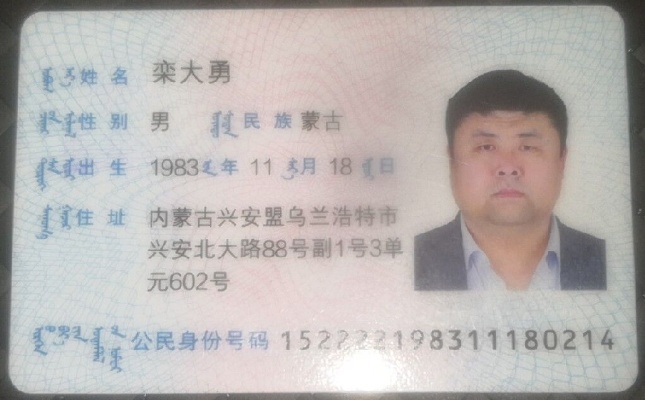 姓名 栾大勇
性别 男 民族 蒙古
出生 1983 年 11 月 18 日
住址 内蒙古兴安盟乌兰浩特市
兴安北大路88号副1号3单
元602号
公民身份号码 152222198311180214